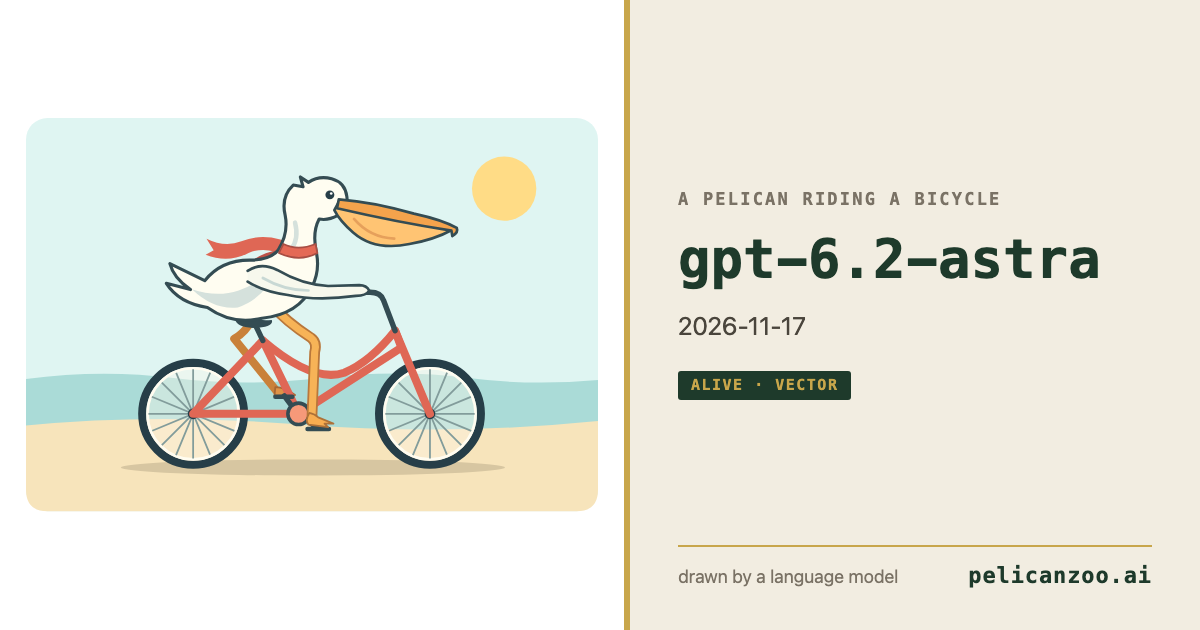 A PELICAN RIDING A BICYCLE
gpt-6.2-astra
2026-11-17
ALIVE · VECTOR
drawn by a language model
pelicanzoo.ai